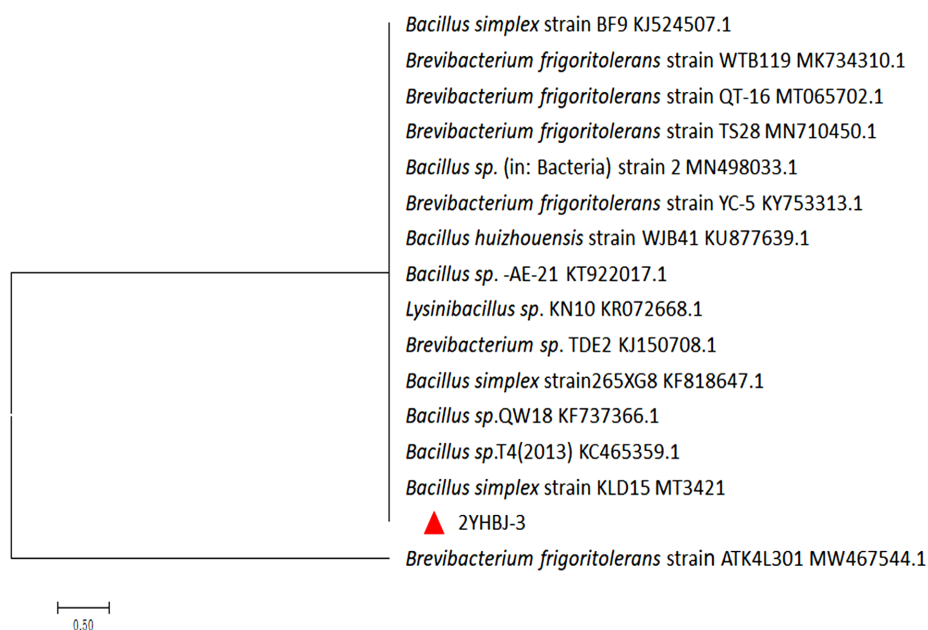 Bacillus simplex strain BF9 KJ524507.1
Brevibacterium frigoritolerans strain WTB119 MK734310.1
Brevibacterium frigoritolerans strain QT-16 MT065702.1
Brevibacterium frigoritolerans strain TS28 MN710450.1
Bacillus sp. (in: Bacteria) strain 2 MN498033.1
Brevibacterium frigoritolerans strain YC-5 KY753313.1
Bacillus huizhouensis strain WJB41 KU877639.1
Bacillus sp. -AE-21 KT922017.1
Lysinibacillus sp. KN10 KR072668.1
Brevibacterium sp. TDE2 KJ150708.1
Bacillus simplex strain265XG8 KF818647.1
Bacillus sp.QW18 KF737366.1
Bacillus sp.T4(2013) KC465359.1
Bacillus simplex strain KLD15 MT3421
2YHBJ-3
Brevibacterium frigoritolerans strain ATK4L301 MW467544.1
0.50